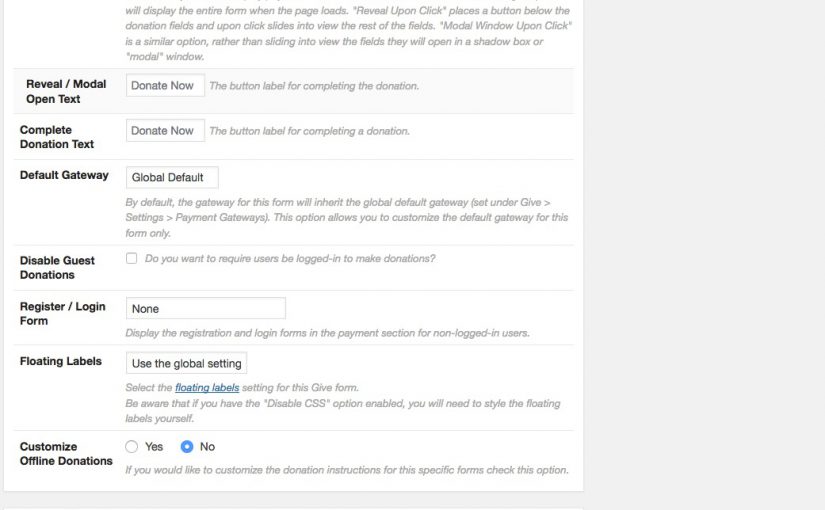 will display the entire form when the page loads. "Reveal Upon Click" places a button below the
donation fields and upon click slides into view the rest of the fields. "Modal Window Upon Click"
is a similar option, rather than sliding into view the fields they will open in a shadow box or
"modal" window.
Reveal / Modal
Open Text
Donate Now The button label for completing the donation.
Complete
Donation Text
Donate Now The button label for completing a donation.
Default Gateway
Global Default
By default, the gateway for this form will inherit the global default gateway (set under Give >
Settings > Payment Gateways). This option allows you to customize the default gateway for this
form only.
Disable Guest
Donations
Do you want to require users be logged-in to make donations?
Register / Login
Form
None
Display the registration and login forms in the payment section for non-logged-in users.
Floating Labels
Use the global setting
Select the floating labels setting for this Give form.
Be aware that if you have the "Disable CSS" option enabled, you will need to style the floating
labels yourself.
Customize
Offline Donations
Yes No
If you would like to customize the donation instructions for this specific forms check this option.